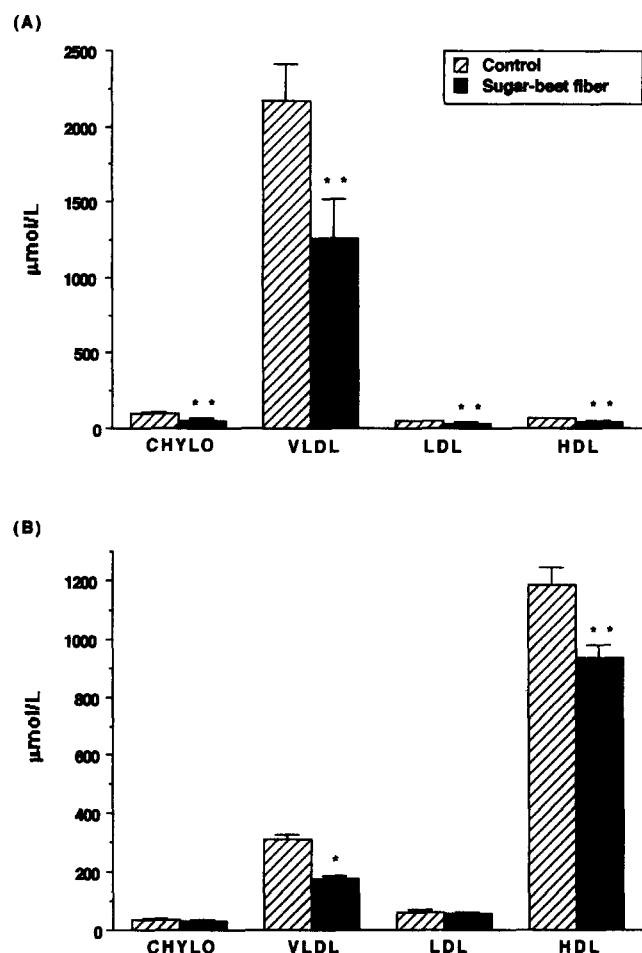 (A)
2500
Control
Sugar-beet fiber
2000
* *
1500
µmol/L
1000
500
* *
* *
* *
0
CHYLO VLDL LDL HDL
(B)
1200
* *
1000
µmol/L
800
600
400
*
200
0
CHYLO VLDL LDL HDL